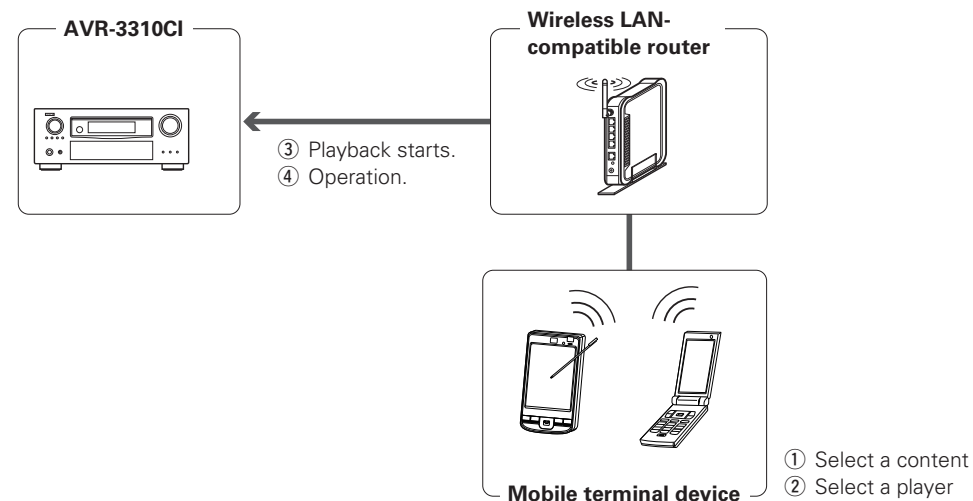 AVR-3310CI
Wireless LAN-
compatible router
③ Playback starts.
④ Operation.
① Select a content
② Select a player
Mobile terminal device